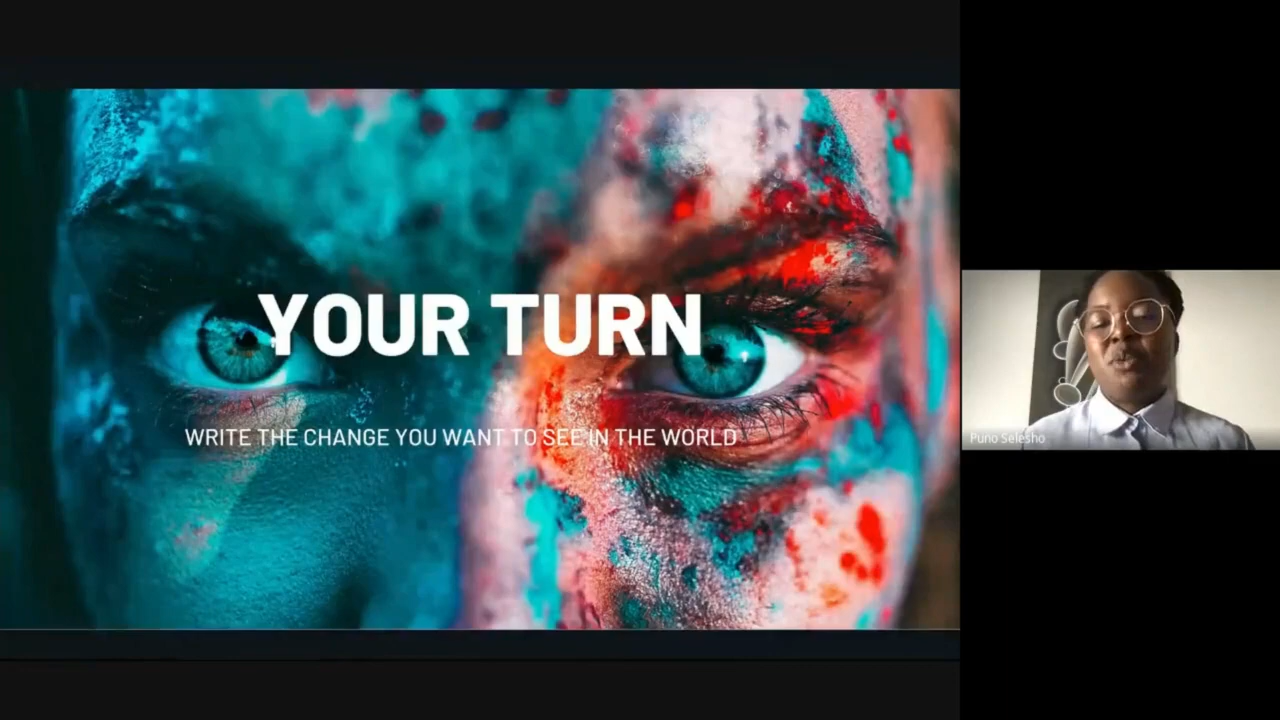 YOUR TURN
WRITE THE CHANGE YOU WANT TO SEE IN THE WORLD
Puno Selesho